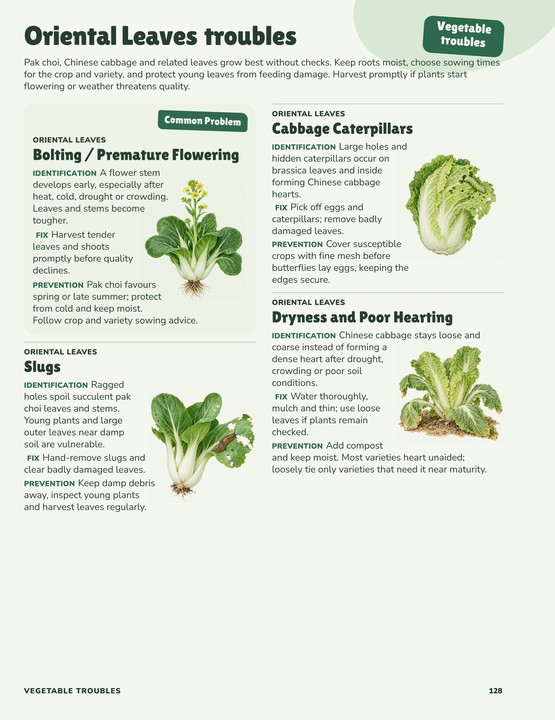 Oriental Leaves troubles
Vegetable
troubles
Pak choi, Chinese cabbage and related leaves grow best without checks. Keep roots moist, choose sowing times
for the crop and variety, and protect young leaves from feeding damage. Harvest promptly if plants start
flowering or weather threatens quality.
Common Problem
ORIENTAL LEAVES
Bolting / Premature Flowering
IDENTIFICATION A flower stem
develops early, especially after
heat, cold, drought or crowding.
Leaves and stems become
tougher.
FIX Harvest tender
leaves and shoots
promptly before quality
declines.
PREVENTION Pak choi favours
spring or late summer; protect
from cold and keep moist.
Follow crop and variety sowing advice.
ORIENTAL LEAVES
Slugs
IDENTIFICATION Ragged
holes spoil succulent pak
choi leaves and stems.
Young plants and large
outer leaves near damp
soil are vulnerable.
FIX Hand-remove slugs and
clear badly damaged leaves.
PREVENTION Keep damp debris
away, inspect young plants
and harvest leaves regularly.
ORIENTAL LEAVES
Cabbage Caterpillars
IDENTIFICATION Large holes and
hidden caterpillars occur on
brassica leaves and inside
forming Chinese cabbage
hearts.
FIX Pick off eggs and
caterpillars; remove badly
damaged leaves.
PREVENTION Cover susceptible
crops with fine mesh before
butterflies lay eggs, keeping the
edges secure.
ORIENTAL LEAVES
Dryness and Poor Hearting
IDENTIFICATION Chinese cabbage stays loose and
coarse instead of forming a
dense heart after drought,
crowding or poor soil
conditions.
FIX Water thoroughly,
mulch and thin; use loose
leaves if plants remain
checked.
PREVENTION Add compost
and keep moist. Most varieties heart unaided;
loosely tie only varieties that need it near maturity.
VEGETABLE TROUBLES
128